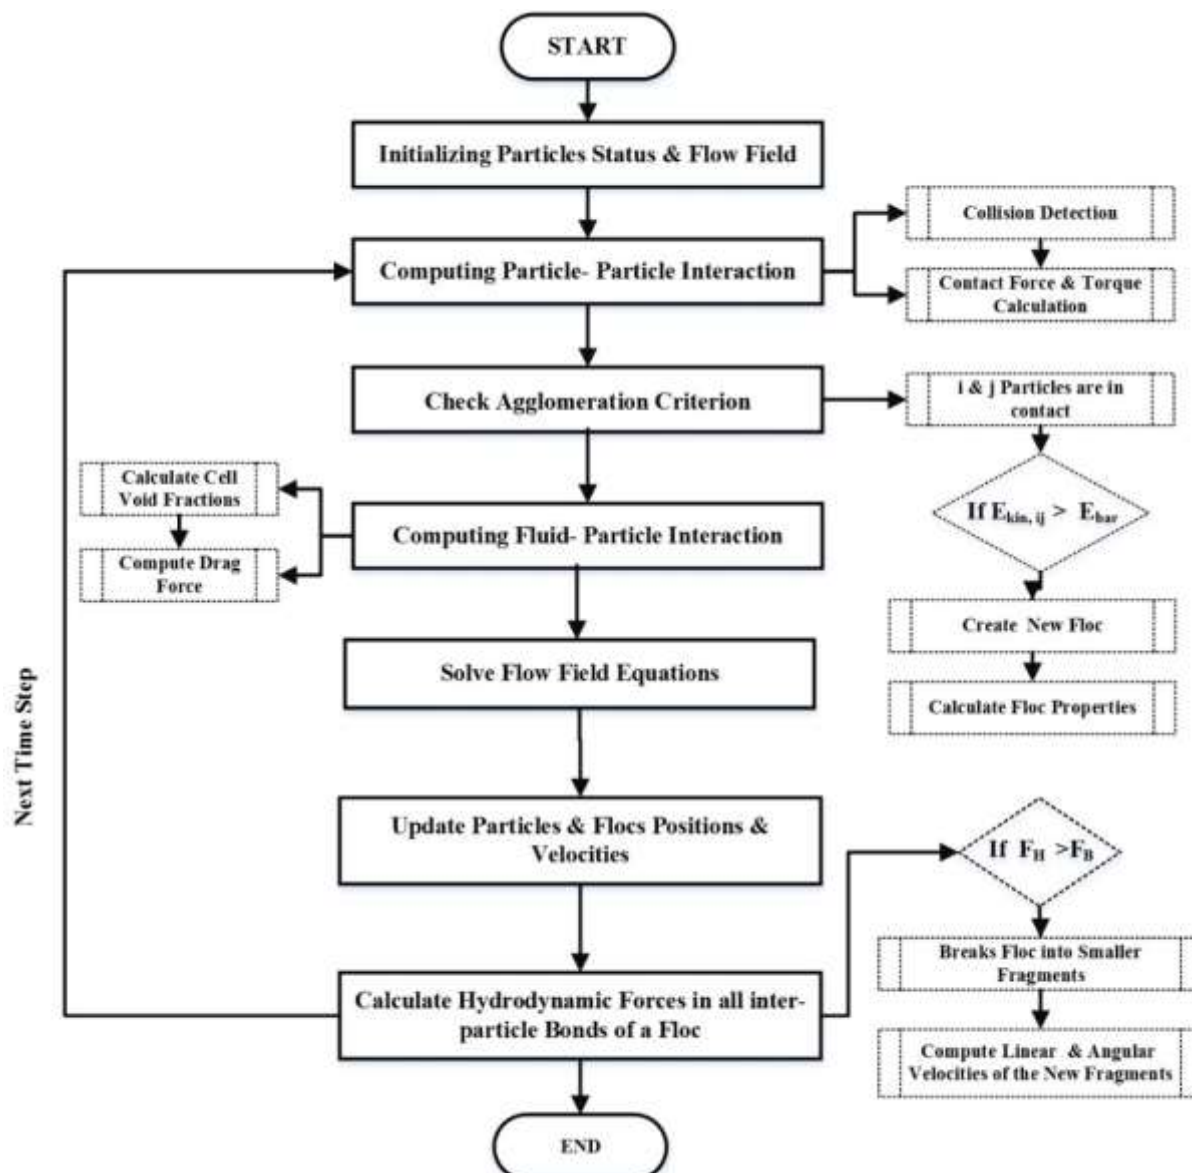 START
Initializing Particles Status & Flow Field
Computing Particle- Particle Interaction
Collision Detection
Contact Force & Torque
Calculation
Check Agglomeration Criterion
i & j Particles are in
contact
If E_kin, ij > E_bar
Create New Floc
Calculate Floc Properties
Computing Fluid- Particle Interaction
Calculate Cell
Void Fractions
Compute Drag
Force
Solve Flow Field Equations
Update Particles & Flocs Positions &
Velocities
Calculate Hydrodynamic Forces in all inter-
particle Bonds of a Floc
If F_H >F_B
Breaks Floc into Smaller
Fragments
Compute Linear & Angular
Velocities of the New Fragments
Next Time Step
END